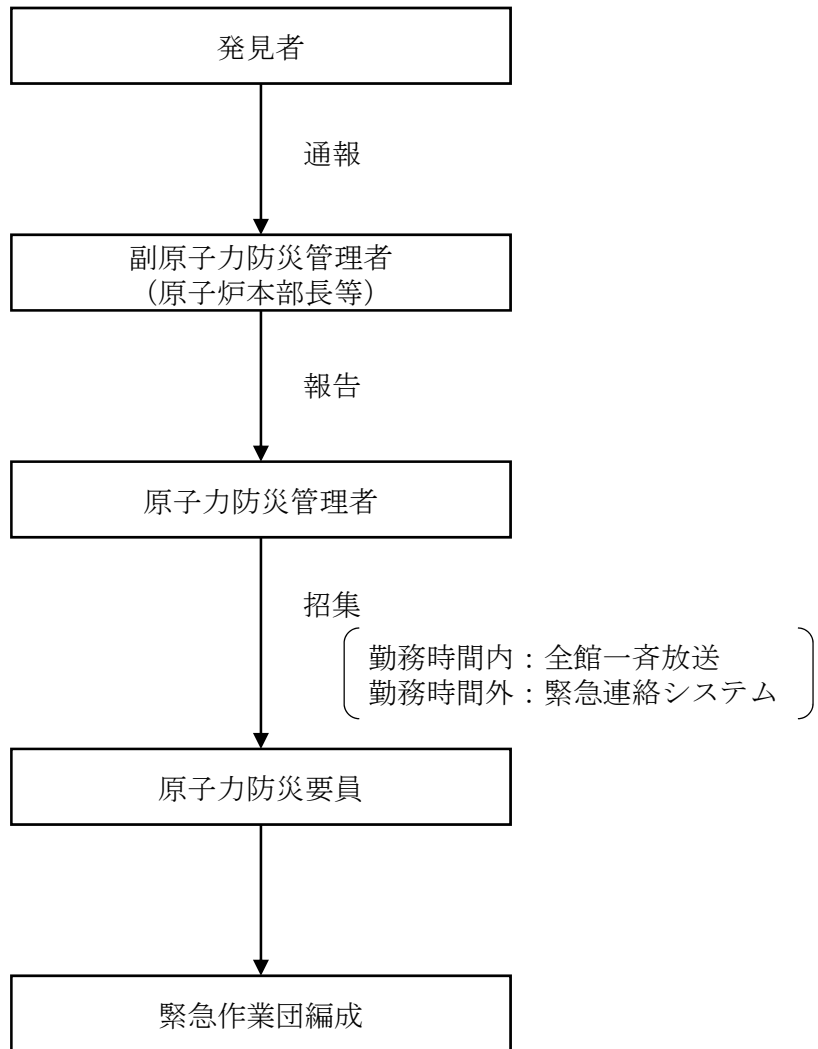 発見者
通報
副原子力防災管理者
（原子炉本部長等）
報告
原子力防災管理者
招集
勤務時間内：全館一斉放送
勤務時間外：緊急連絡システム
原子力防災要員
緊急作業団編成